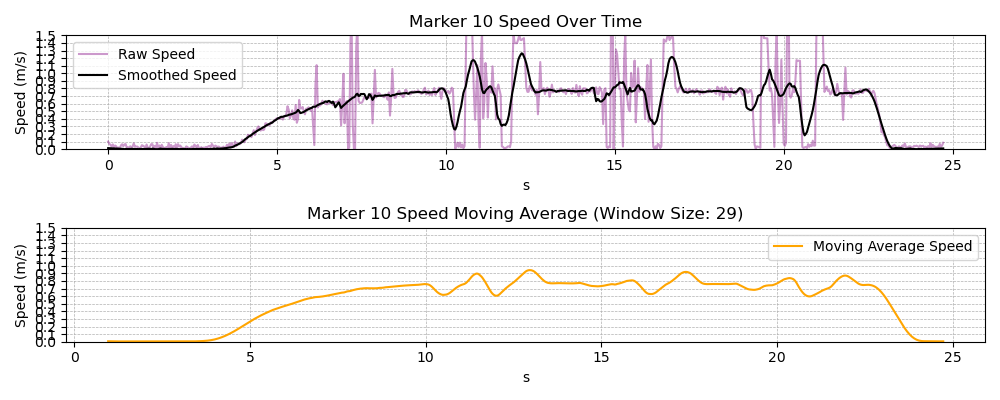 Marker 10 Speed Over Time
Speed (m/s)
1.5
1.4
1.3
1.2
1.1
1.0
0.9
0.8
0.7
0.6
0.5
0.4
0.3
0.2
0.1
0.0
Raw Speed
Smoothed Speed
0 5 10 15 20 25
s
Marker 10 Speed Moving Average (Window Size: 29)
Speed (m/s)
1.5
1.4
1.3
1.2
1.1
1.0
0.9
0.8
0.7
0.6
0.5
0.4
0.3
0.2
0.1
0.0
Moving Average Speed
0 5 10 15 20 25
s